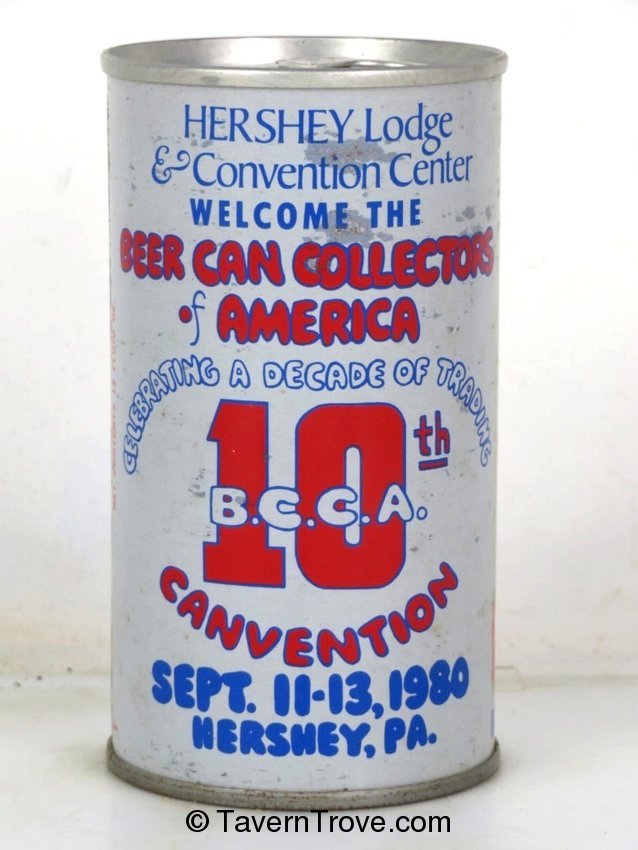 HERSHEY Lodge
& Convention Center
WELCOME THE
BEER CAN COLLECTORS
of AMERICA
CELEBRATING A DECADE OF TRADING
10th
B.C.C.A.
CANVENTION
SEPT. 11-13, 1980
HERSHEY, PA.
© TavernTrove.com